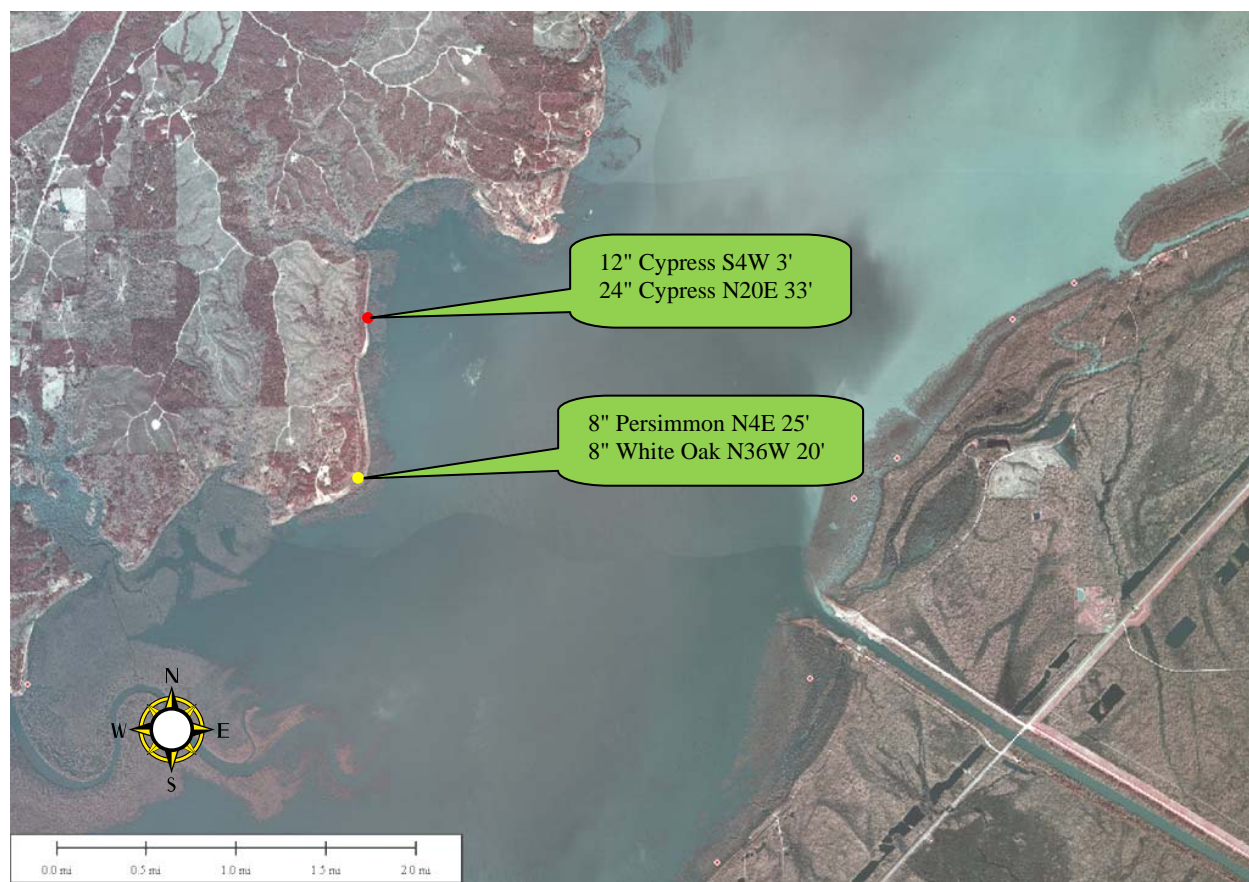 12" Cypress S4W 3'
24" Cypress N20E 33'
8" Persimmon N4E 25'
8" White Oak N36W 20'
N
W E
S
0.0 mi 0.5 mi 1.0 mi 1.5 mi 2.0 mi